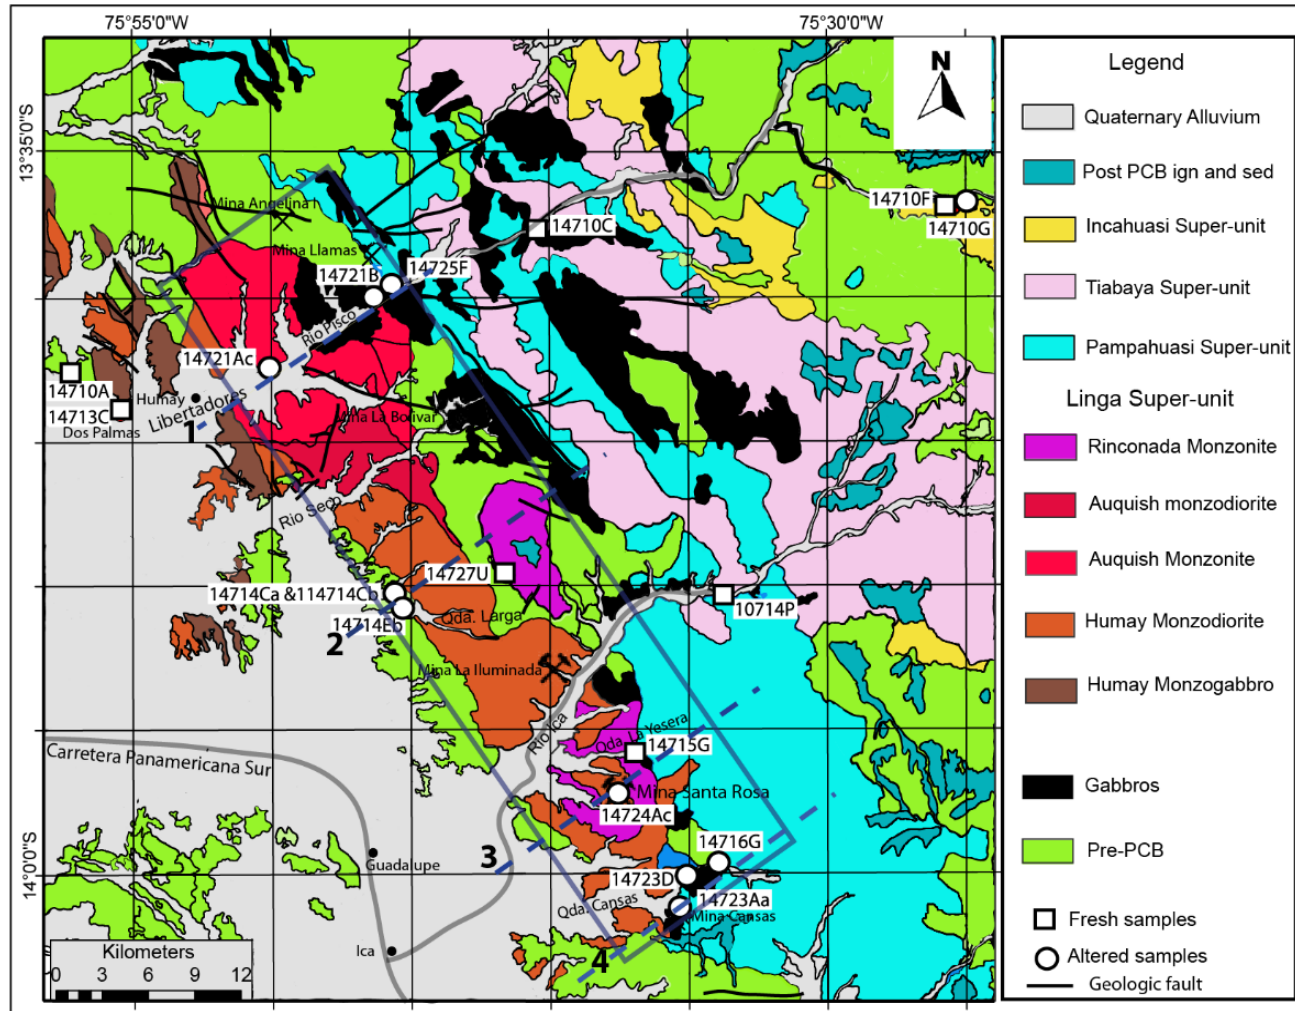 75°55'0"W
75°30'0"W
13°35'0"S
14°0'0"S
N
Mina Angelina I
Mina Llamas
14721B
14725F
14710C
14710F
14710G
Rio Pisco
14721Ac
14710A
14713C
Humay
Libertadores
Dos Palmas
1
Mina La Bolivar
Rio Seco
14727U
14714Ca &114714Cb
14714Eb
Qda. Larga
10714P
2
Mina La Iluminada
Rio Ica
Qda. La Yesera
14715G
Carretera Panamericana Sur
Mina Santa Rosa
14724Ac
14716G
3
Guadalupe
14723D
14723Aa
Qda. Cansas
Mina Cansas
Ica
4
Kilometers
0 3 6 9 12
Legend
Quaternary Alluvium
Post PCB ign and sed
Incahuasi Super-unit
Tiabaya Super-unit
Pampahuasi Super-unit
Linga Super-unit
Rinconada Monzonite
Auquish monzodiorite
Auquish Monzonite
Humay Monzodiorite
Humay Monzogabbro
Gabbros
Pre-PCB
Fresh samples
Altered samples
Geologic fault